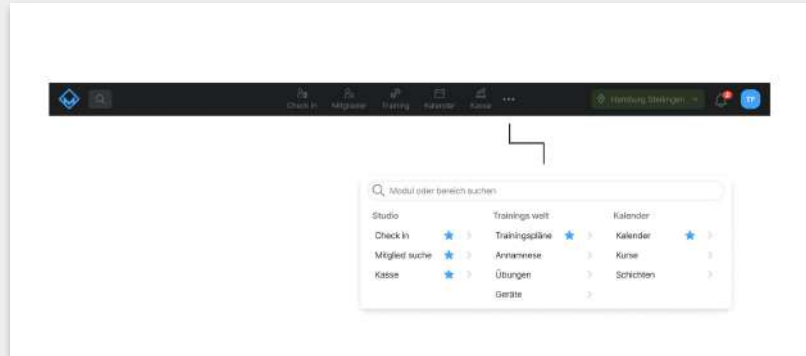 Check in Mitglieder Training Kalender Kasse
Hamburg Stellingen
2
TF
Modul oder bereich suchen
Studio Trainings welt Kalender
Check in Trainingspläne Kalender
Mitglied suche Annamnese Kurse
Kasse Übungen Schichten
Geräte